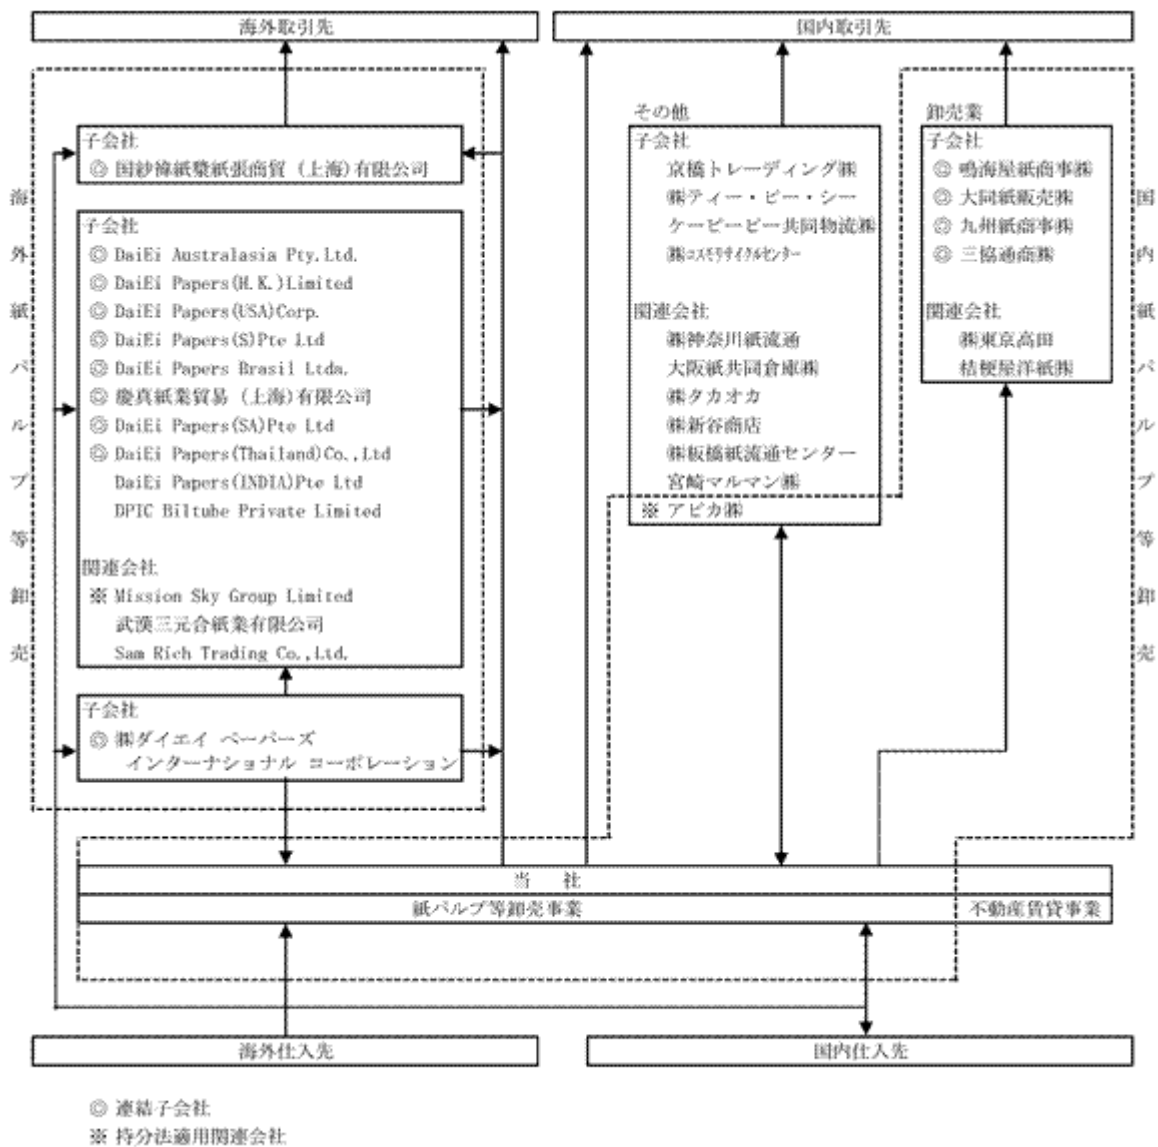 海外取引先
国内取引先
海外紙パルプ等卸売
子会社
◎ 国紗褘紙漿紙張商貿 (上海)有限公司
子会社
◎ DaiEi Australasia Pty.Ltd.
◎ DaiEi Papers(H.K.)Limited
◎ DaiEi Papers(USA)Corp.
◎ DaiEi Papers(S)Pte Ltd
◎ DaiEi Papers Brasil Ltda.
◎ 慶真紙業貿易 (上海)有限公司
◎ DaiEi Papers(SA)Pte Ltd
◎ DaiEi Papers(Thailand)Co.,Ltd
DaiEi Papers(INDIA)Pte Ltd
DPIC Biltube Private Limited
関連会社
※ Mission Sky Group Limited
武漢三元合紙業有限公司
Sam Rich Trading Co.,Ltd.
子会社
◎ ㈱ダイエイ ペーパーズ
インターナショナル コーポレーション
その他
子会社
京橋トレーディング㈱
㈱ティー・ピー・シー
ケーピーピー共同物流㈱
㈱コスモリサイクルセンター
関連会社
㈱神奈川紙流通
大阪紙共同倉庫㈱
㈱タカオカ
㈱新谷商店
㈱板橋紙流通センター
宮崎マルマン㈱
※ アピカ㈱
卸売業
子会社
◎ 鳴海屋紙商事㈱
◎ 大同紙販売㈱
◎ 九州紙商事㈱
◎ 三協通商㈱
関連会社
㈱東京高田
桔梗屋洋紙㈱
国内紙パルプ等卸売
当 社
紙パルプ等卸売事業
不動産賃貸事業
海外仕入先
国内仕入先
◎ 連結子会社
※ 持分法適用関連会社